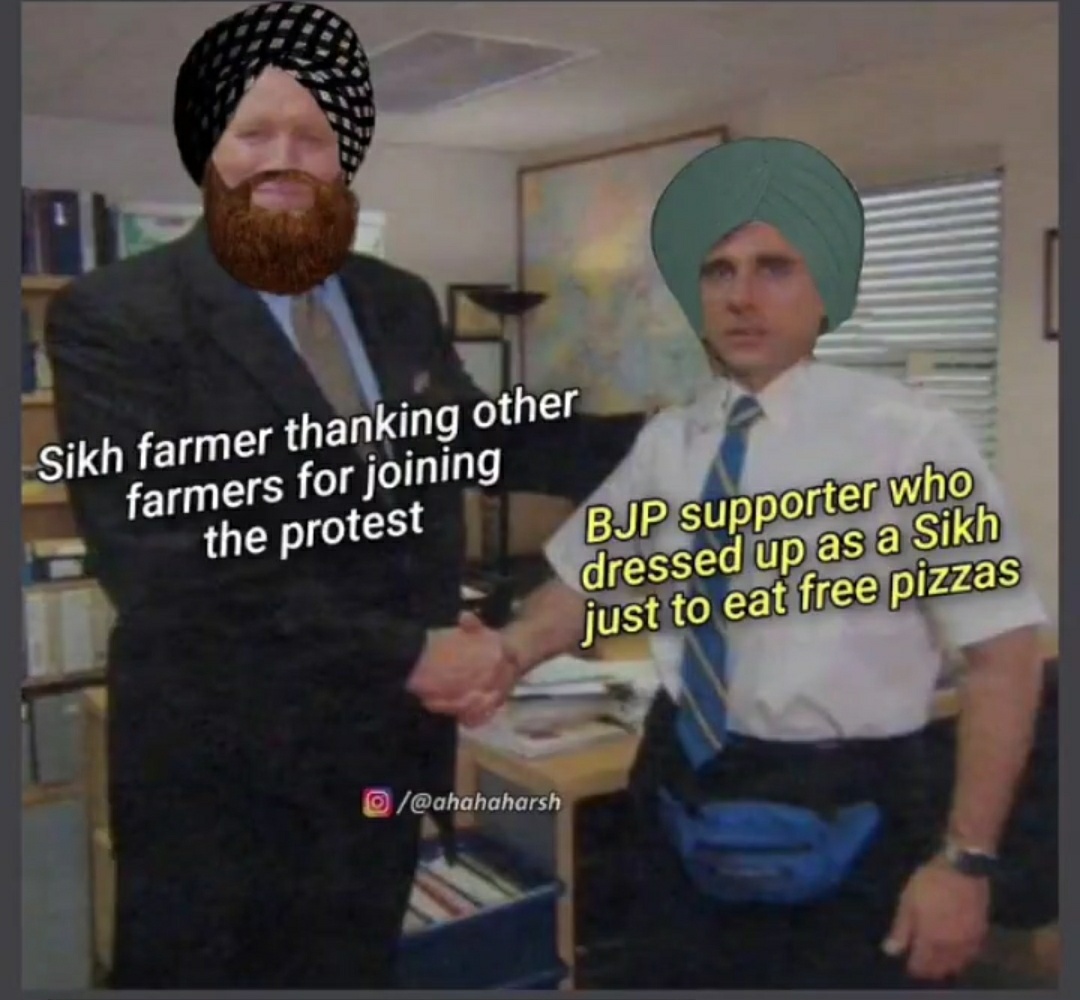 Sikh farmer thanking other
farmers for joining
the protest
BJP supporter who
dressed up as a Sikh
just to eat free pizzas
/@ahahaharsh